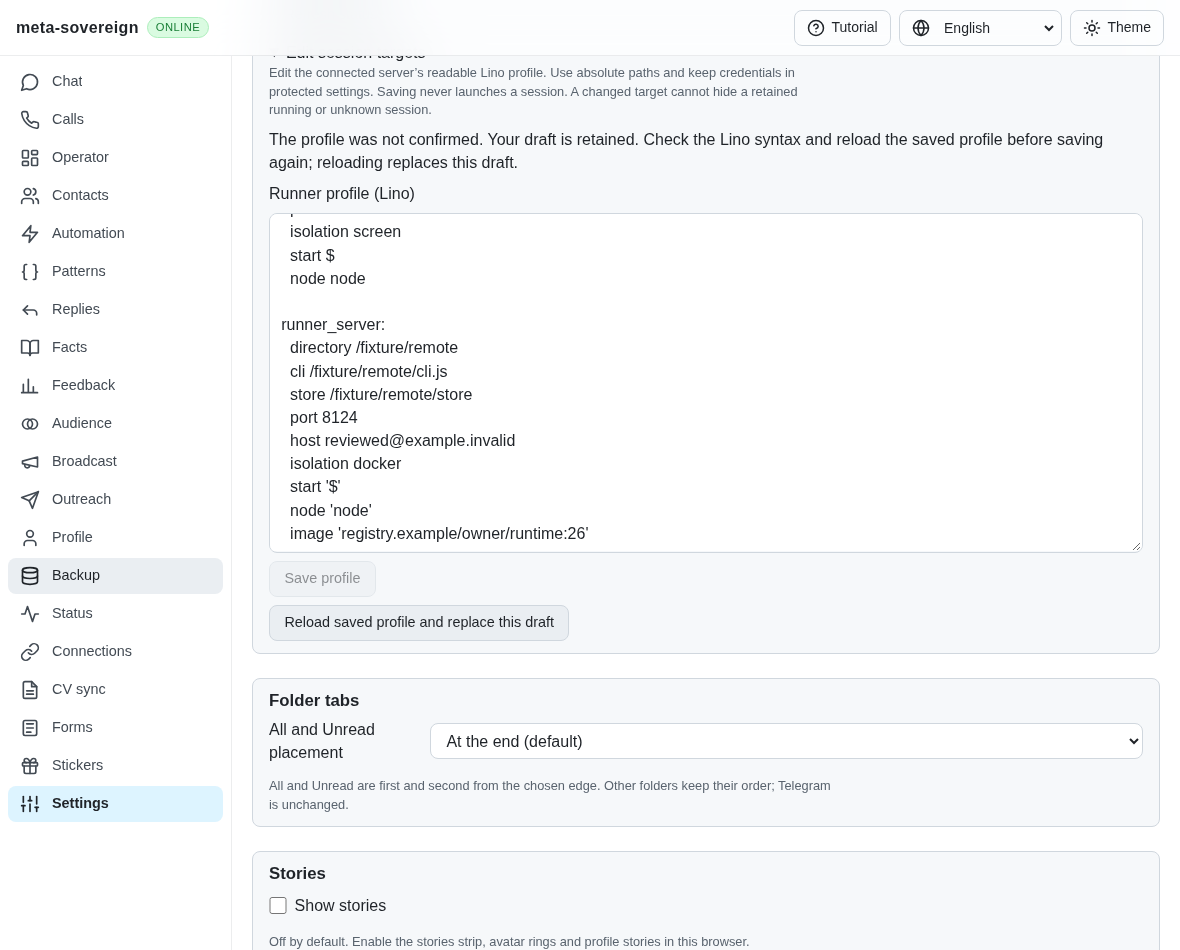 meta-sovereign ONLINE Tutorial English Theme
Chat
Calls
Operator
Contacts
Automation
Patterns
Replies
Facts
Feedback
Audience
Broadcast
Outreach
Profile
Backup
Status
Connections
CV sync
Forms
Stickers
Settings
Edit session targets
Edit the connected server's readable Lino profile. Use absolute paths and keep credentials in
protected settings. Saving never launches a session. A changed target cannot hide a retained
running or unknown session.
The profile was not confirmed. Your draft is retained. Check the Lino syntax and reload the saved profile before saving
again; reloading replaces this draft.
Runner profile (Lino)
isolation screen
start $
node node
runner_server:
directory /fixture/remote
cli /fixture/remote/cli.js
store /fixture/remote/store
port 8124
host reviewed@example.invalid
isolation docker
start '$'
node 'node'
image 'registry.example/owner/runtime:26'
Save profile
Reload saved profile and replace this draft
Folder tabs
All and Unread
placement
At the end (default)
All and Unread are first and second from the chosen edge. Other folders keep their order; Telegram
is unchanged.
Stories
Show stories
Off by default. Enable the stories strip, avatar rings and profile stories in this browser.